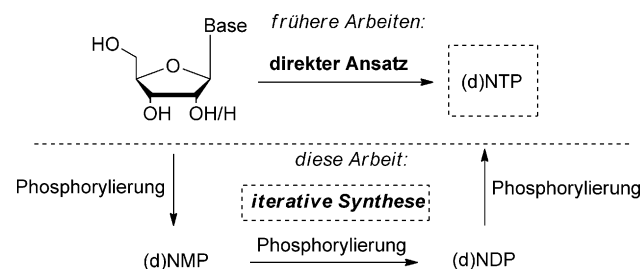 Base
frühere Arbeiten:
HO
O
direkter Ansatz
(d)NTP
OH
OH/H
diese Arbeit:
Phosphorylierung
iterative Synthese
Phosphorylierung
Phosphorylierung
(d)NMP
(d)NDP